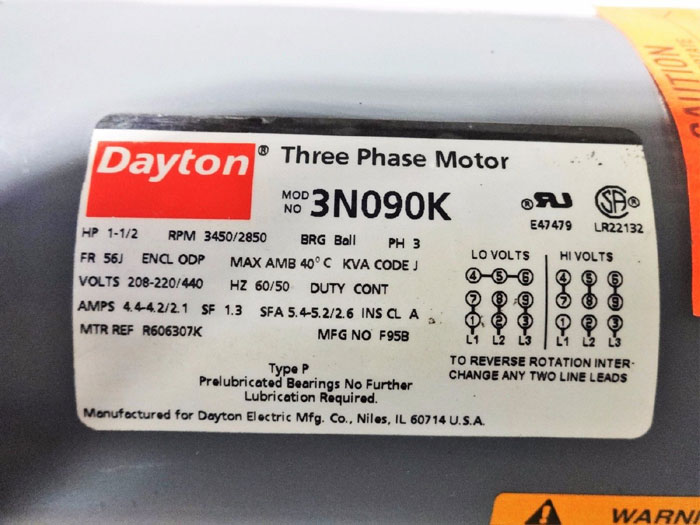 Dayton® Three Phase Motor
MOD NO 3N090K
E47479 LR22132
HP 1-1/2 RPM 3450/2850 BRG Ball PH 3
FR 56J ENCL ODP MAX AMB 40°C KVA CODE J
VOLTS 208-220/440 HZ 60/50 DUTY CONT
AMPS 4.4-4.2/2.1 SF 1.3 SFA 5.4-5.2/2.6 INS CL A
MTR REF R606307K MFG NO F95B
LO VOLTS HI VOLTS
4 5 6 4 5 6
7 8 9 7 8 9
1 2 3 1 2 3
L1 L2 L3 L1 L2 L3
TO REVERSE ROTATION INTER-
CHANGE ANY TWO LINE LEADS
Type P
Prelubricated Bearings No Further
Lubrication Required.
Manufactured for Dayton Electric Mfg. Co., Niles, IL 60714 U.S.A.
CAUTION
WARN